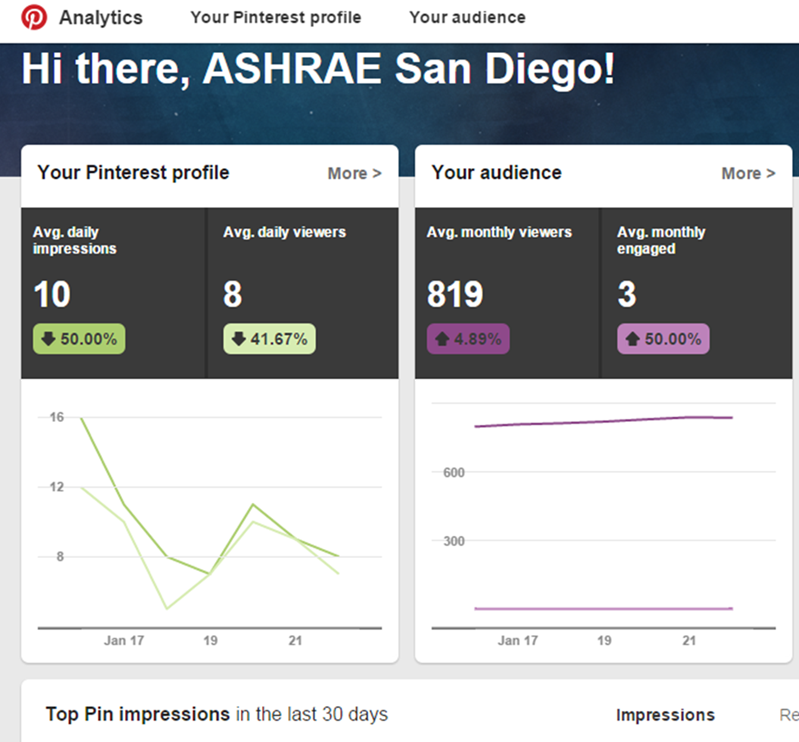 Analytics Your Pinterest profile Your audience
Hi there, ASHRAE San Diego!
Your Pinterest profile More >
Avg. daily
impressions
10
50.00%
Avg. daily viewers
8
41.67%
16
12
8
Jan 17 19 21
Your audience More >
Avg. monthly viewers
819
4.89%
Avg. monthly
engaged
3
50.00%
600
300
Jan 17 19 21
Top Pin impressions in the last 30 days Impressions